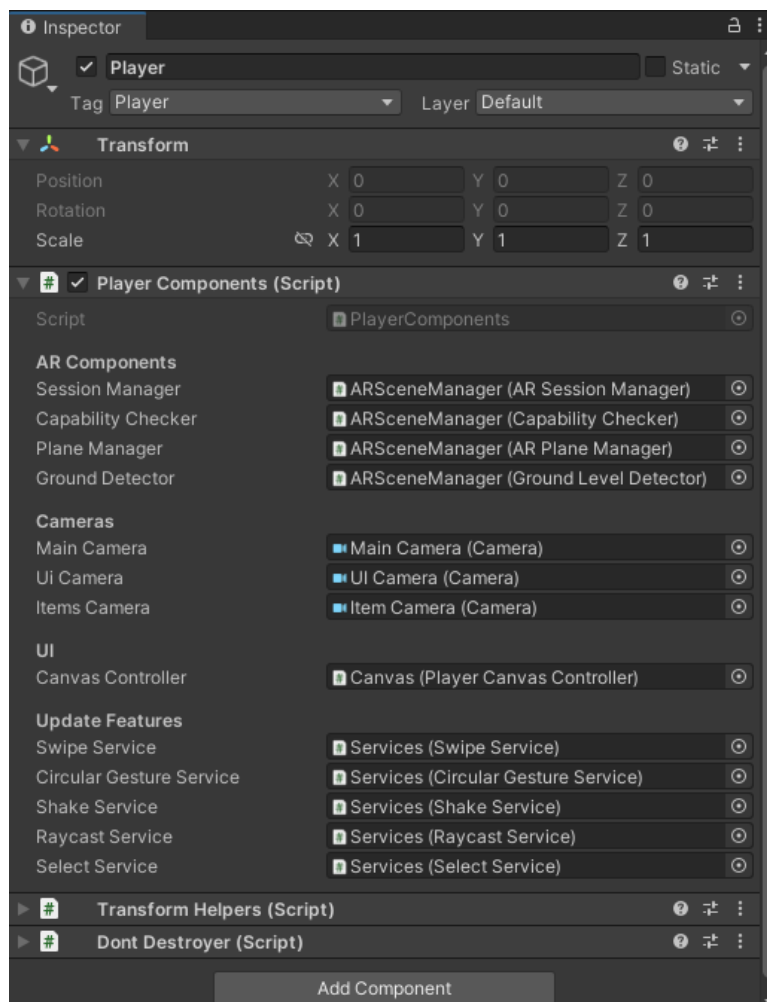 Inspector
Player Static
Tag Player Layer Default
Transform
Position X 0 Y 0 Z 0
Rotation X 0 Y 0 Z 0
Scale X 1 Y 1 Z 1
# Player Components (Script)
Script # PlayerComponents
AR Components
Session Manager # ARSceneManager (AR Session Manager)
Capability Checker # ARSceneManager (Capability Checker)
Plane Manager # ARSceneManager (AR Plane Manager)
Ground Detector # ARSceneManager (Ground Level Detector)
Cameras
Main Camera Main Camera (Camera)
Ui Camera UI Camera (Camera)
Items Camera Item Camera (Camera)
UI
Canvas Controller # Canvas (Player Canvas Controller)
Update Features
Swipe Service # Services (Swipe Service)
Circular Gesture Service # Services (Circular Gesture Service)
Shake Service # Services (Shake Service)
Raycast Service # Services (Raycast Service)
Select Service # Services (Select Service)
# Transform Helpers (Script)
# Dont Destroyer (Script)
Add Component